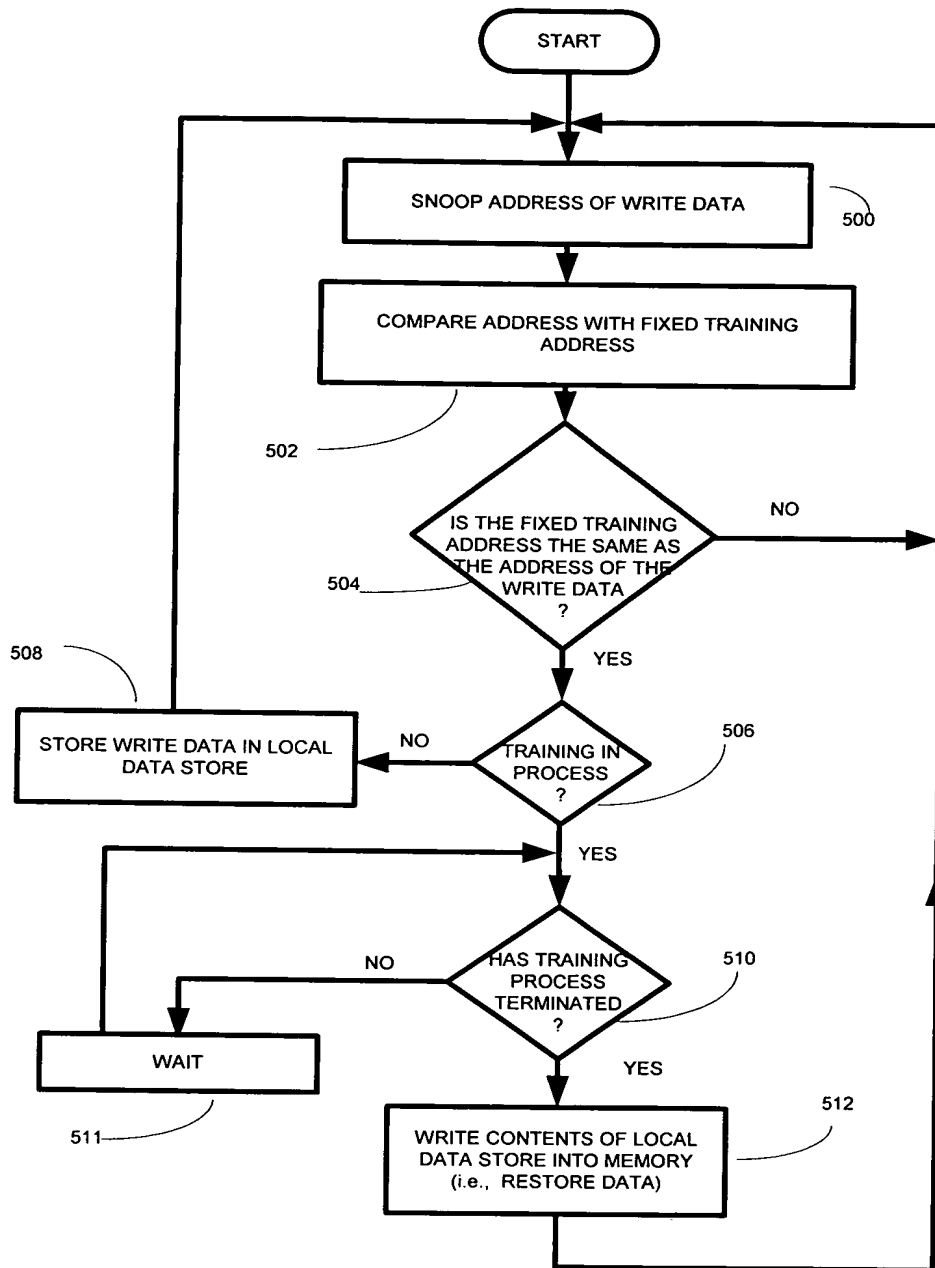 START
SNOOP ADDRESS OF WRITE DATA
500
COMPARE ADDRESS WITH FIXED TRAINING
ADDRESS
502
NO
IS THE FIXED TRAINING
ADDRESS THE SAME AS
THE ADDRESS OF THE
WRITE DATA
?
504
YES
508
STORE WRITE DATA IN LOCAL
DATA STORE
NO
TRAINING IN
PROCESS
?
506
YES
NO
HAS TRAINING
PROCESS
TERMINATED
?
510
WAIT
511
YES
512
WRITE CONTENTS OF LOCAL
DATA STORE INTO MEMORY
(i.e., RESTORE DATA)